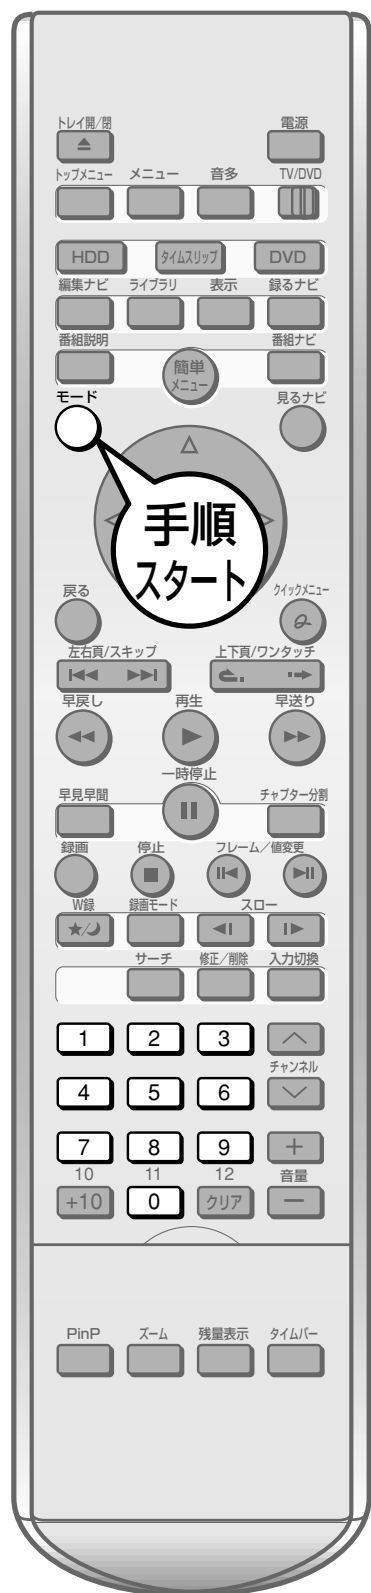 トレイ開/閉 電源
トップメニュー メニュー 音多 TV/DVD
HDD タイムスリップ DVD
編集ナビ ライブラリ 表示 録るナビ
番組説明 番組ナビ
簡単
メニュー
モード 見るナビ
手順
スタート
戻る クイックメニュー
左右頁/スキップ 上下頁/ワンタッチ
早戻し 再生 早送り
一時停止
早見早聞 チャプター分割
録画 停止 フレーム/値変更
W録 録画モード スロー
サーチ 修正/削除 入力切換
1 2 3
チャンネル
4 5 6
7 8 9 +
10 11 12 音量
+10 0 クリア −
PinP ズーム 残量表示 タイムバー